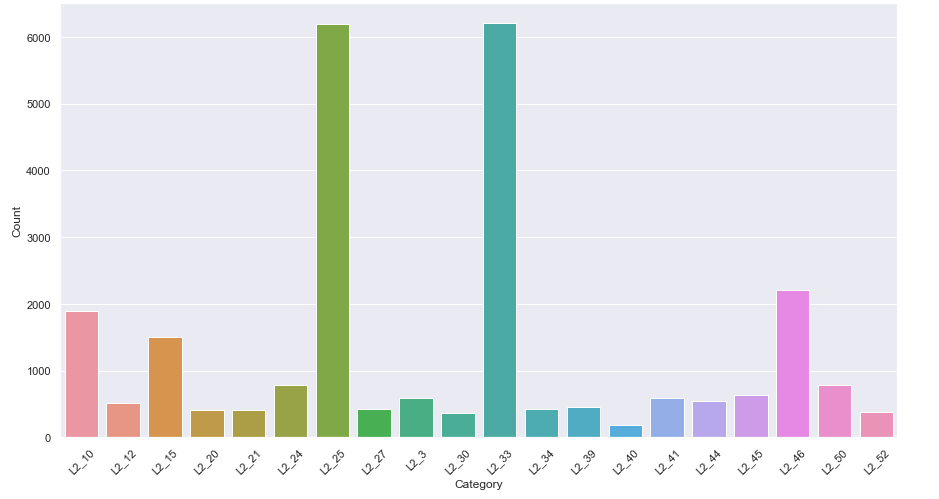 6000
5000
4000
3000
2000
1000
0
Count
L2_10
L2_12
L2_15
L2_20
L2_21
L2_24
L2_25
L2_27
L2_3
L2_30
L2_33
L2_34
L2_39
L2_40
L2_41
L2_44
L2_45
L2_46
L2_50
L2_52
Category